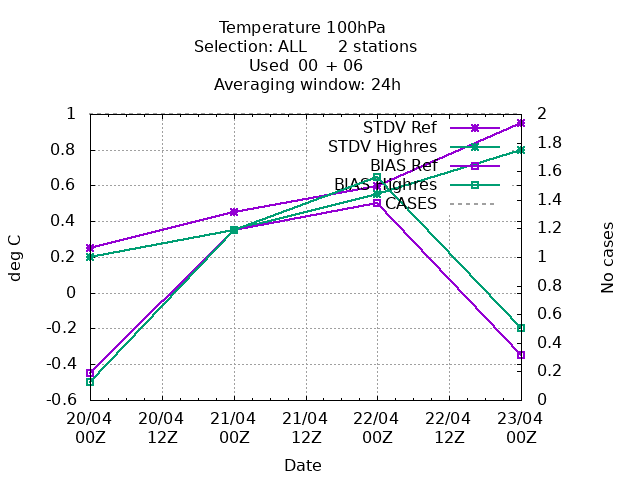 Temperature 100hPa
Selection: ALL 2 stations
Used 00 + 06
Averaging window: 24h
1
0.8
0.6
0.4
0.2
0
-0.2
-0.4
-0.6
deg C
STDV Ref
STDV Highres
BIAS Ref
BIAS Highres
CASES
2
1.8
1.6
1.4
1.2
1
0.8
0.6
0.4
0.2
0
No cases
20/04 20/04 21/04 21/04 22/04 22/04 23/04
00Z 12Z 00Z 12Z 00Z 12Z 00Z
Date